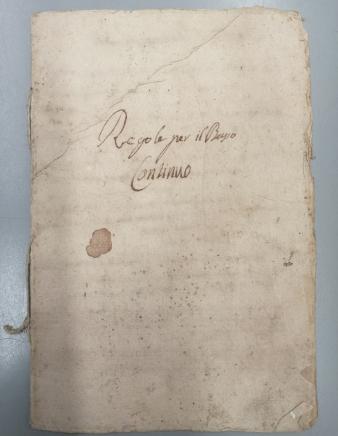 Regole per il Basso
Continuo